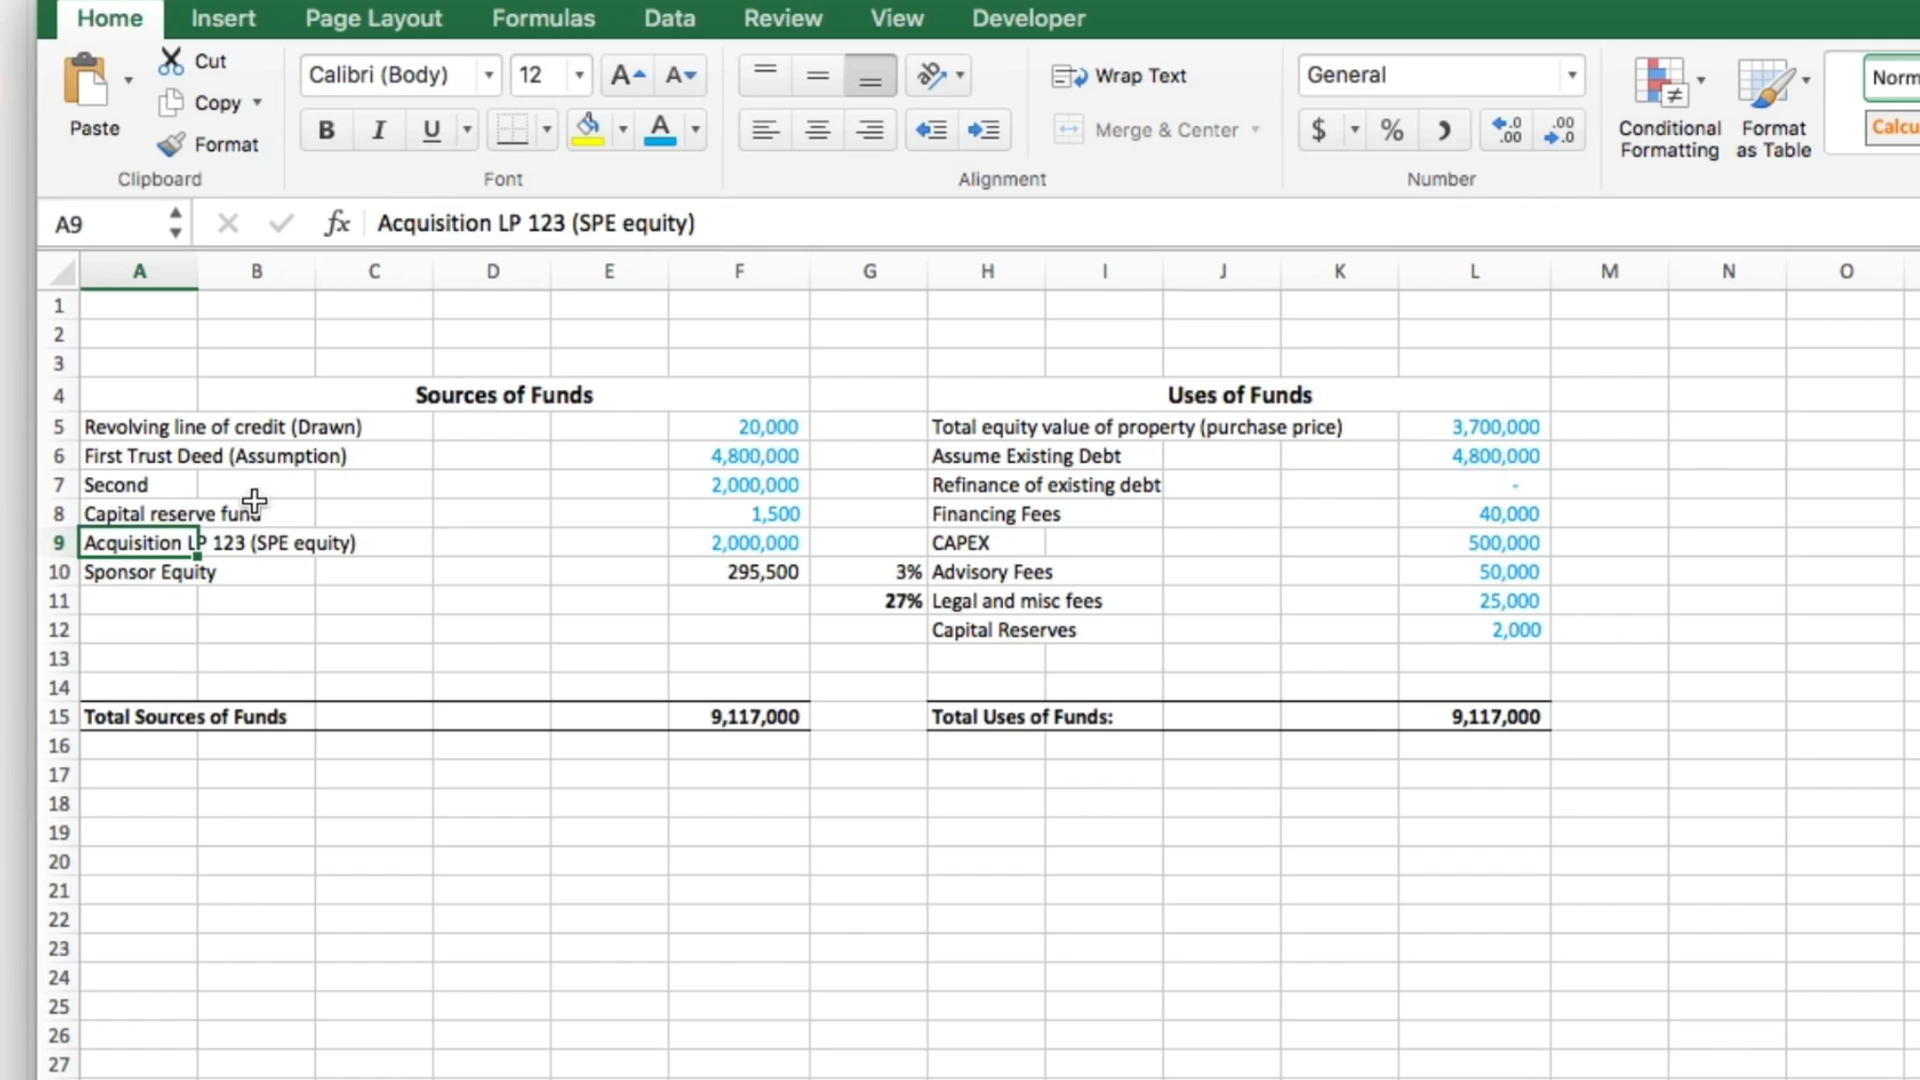 Home Insert Page Layout Formulas Data Review View Developer
Cut
Calibri (Body) 12 A A Wrap Text General Norm
Copy
Paste Format B I U A Merge & Center $ % .0 .00 .00 .0 Conditional Formatting Format as Table Calcu
Clipboard Font Alignment Number
A9 fx Acquisition LP 123 (SPE equity)
A B C D E F G H I J K L M N O
1
2
3
4 Sources of Funds Uses of Funds
5 Revolving line of credit (Drawn) 20,000 Total equity value of property (purchase price) 3,700,000
6 First Trust Deed (Assumption) 4,800,000 Assume Existing Debt 4,800,000
7 Second 2,000,000 Refinance of existing debt -
8 Capital reserve fund 1,500 Financing Fees 40,000
9 Acquisition LP 123 (SPE equity) 2,000,000 CAPEX 500,000
10 Sponsor Equity 295,500 3% Advisory Fees 50,000
11 27% Legal and misc fees 25,000
12 Capital Reserves 2,000
13
14
15 Total Sources of Funds 9,117,000 Total Uses of Funds: 9,117,000
16
17
18
19
20
21
22
23
24
25
26
27